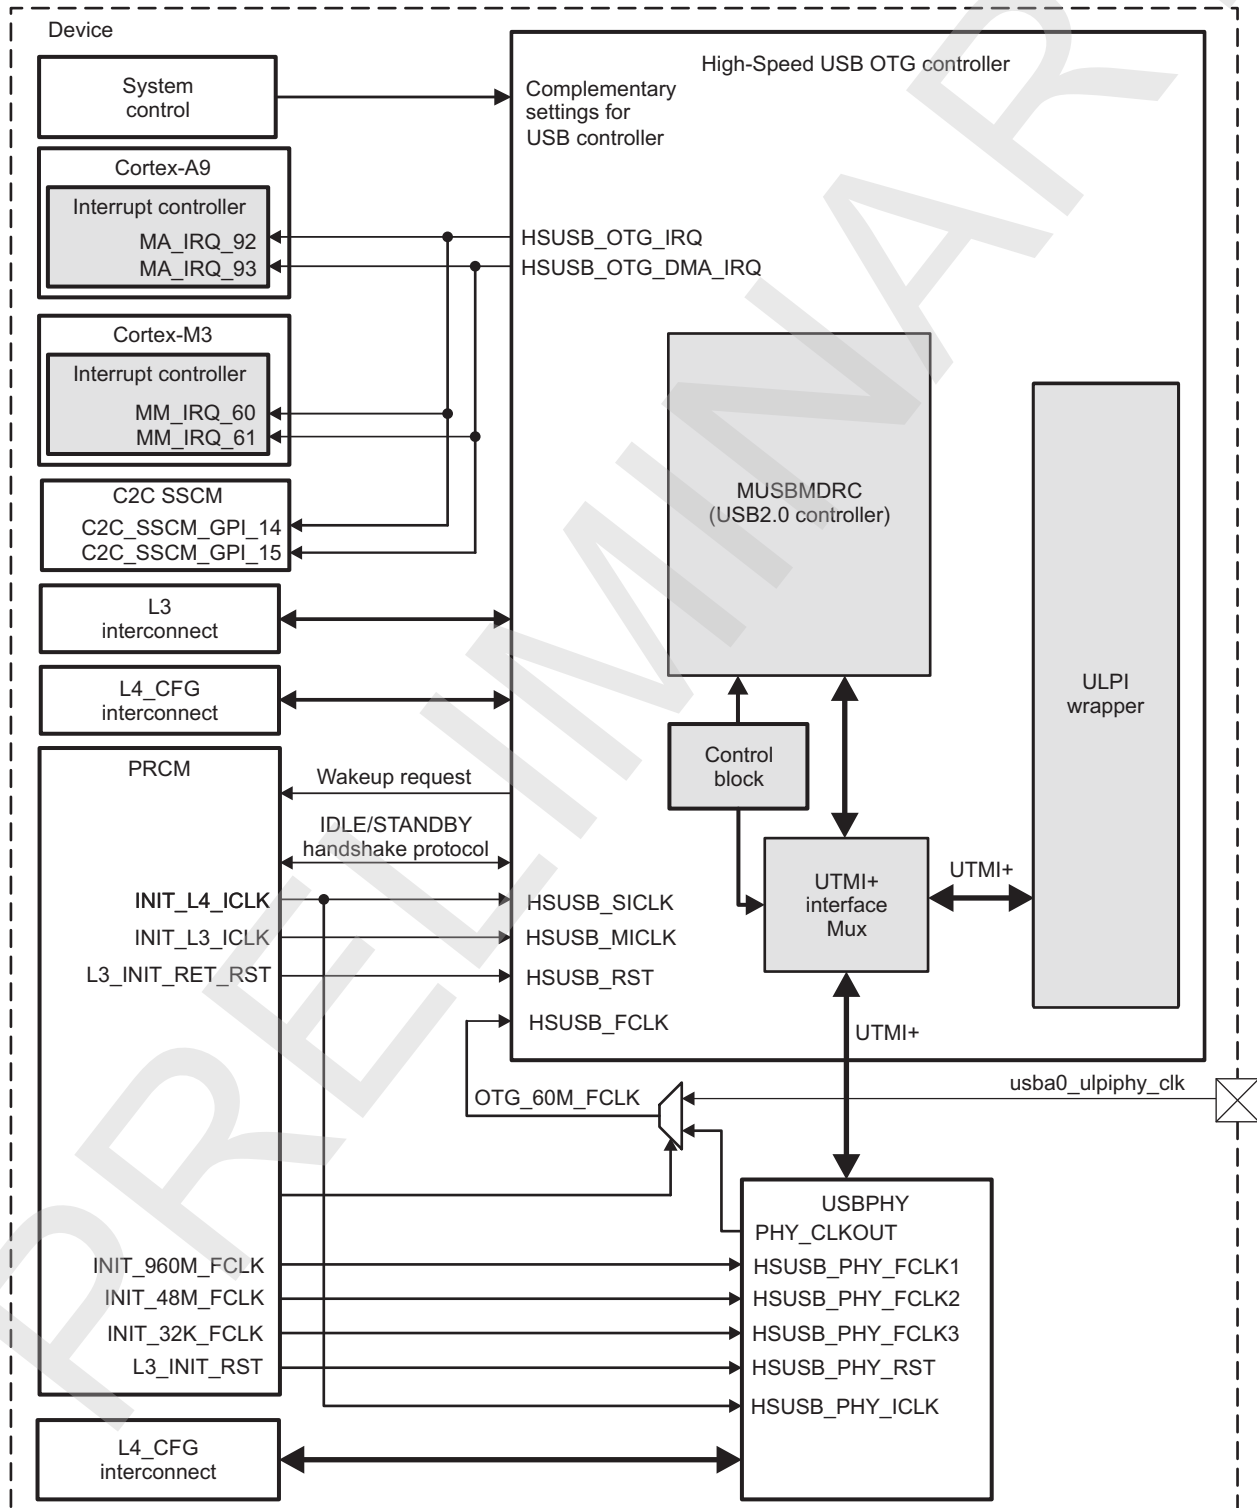 Device
System
control
High-Speed USB OTG controller
Complementary
settings for
USB controller
Cortex-A9
Interrupt controller
MA_IRQ_92
MA_IRQ_93
HSUSB_OTG_IRQ
HSUSB_OTG_DMA_IRQ
Cortex-M3
Interrupt controller
MM_IRQ_60
MM_IRQ_61
C2C SSCM
C2C_SSCM_GPI_14
C2C_SSCM_GPI_15
MUSBMDRC
(USB2.0 controller)
L3
interconnect
L4_CFG
interconnect
ULPI
wrapper
Control
block
PRCM
Wakeup request
IDLE/STANDBY
handshake protocol
UTMI+
interface
Mux
UTMI+
INIT_L4_ICLK
HSUSB_SICLK
INIT_L3_ICLK
HSUSB_MICLK
L3_INIT_RET_RST
HSUSB_RST
HSUSB_FCLK
UTMI+
OTG_60M_FCLK
usba0_ulpiphy_clk
USBPHY
PHY_CLKOUT
INIT_960M_FCLK
HSUSB_PHY_FCLK1
INIT_48M_FCLK
HSUSB_PHY_FCLK2
INIT_32K_FCLK
HSUSB_PHY_FCLK3
L3_INIT_RST
HSUSB_PHY_RST
HSUSB_PHY_ICLK
L4_CFG
interconnect
PRELIMINAR